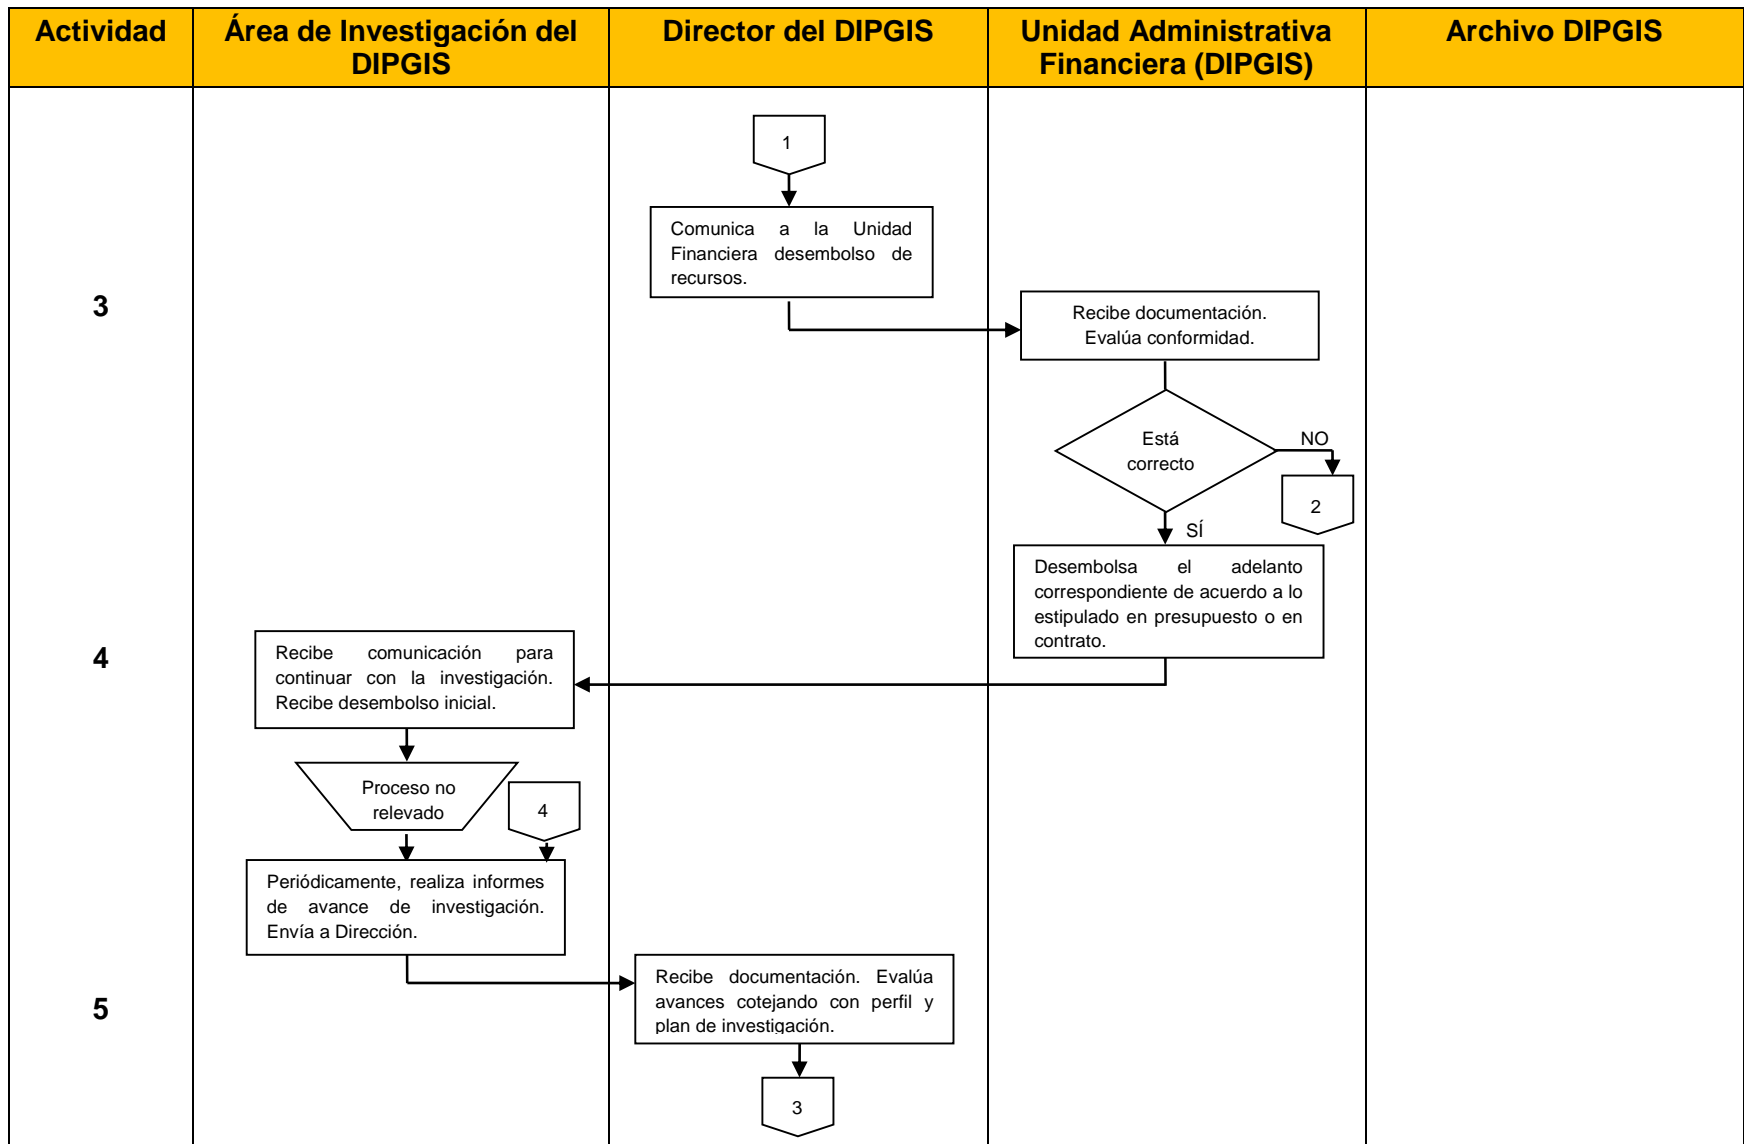 Actividad
Área de Investigación del
DIPGIS
Director del DIPGIS
Unidad Administrativa
Financiera (DIPGIS)
Archivo DIPGIS
1
Comunica a la Unidad
Financiera desembolso de
recursos.
3
Recibe documentación.
Evalúa conformidad.
Está
correcto
NO
2
SÍ
Desembolsa el adelanto
correspondiente de acuerdo a lo
estipulado en presupuesto o en
contrato.
4
Recibe comunicación para
continuar con la investigación.
Recibe desembolso inicial.
Proceso no
relevado
4
Periódicamente, realiza informes
de avance de investigación.
Envía a Dirección.
5
Recibe documentación. Evalúa
avances cotejando con perfil y
plan de investigación.
3